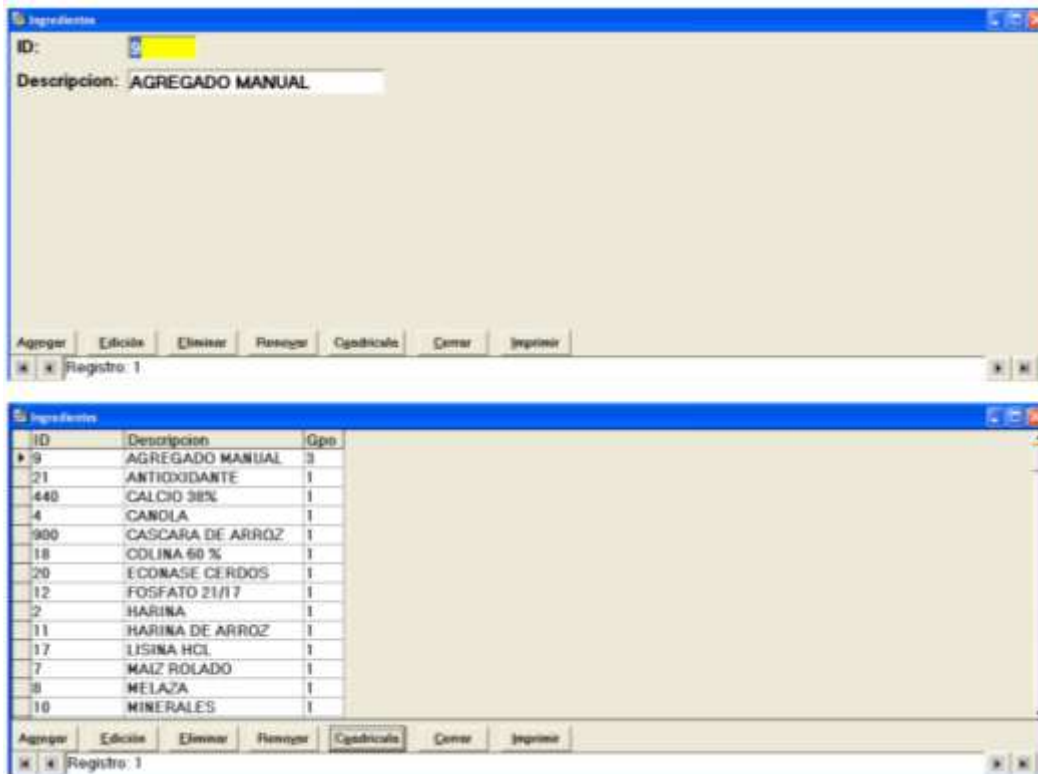 Ingredientes
ID: 9
Descripcion: AGREGADO MANUAL
Agregar Edición Eliminar Renovar Cuadricula Cerrar Imprimir
Registro: 1
Ingredientes
ID Descripcion Gpo
9 AGREGADO MANUAL 3
21 ANTIOXIDANTE 1
440 CALCIO 38% 1
4 CANOLA 1
900 CASCARA DE ARROZ 1
18 COLINA 60 % 1
20 ECONASE CERDOS 1
12 FOSFATO 21/17 1
2 HARINA 1
11 HARINA DE ARROZ 1
17 LISINA HCL 1
7 MAIZ ROLADO 1
8 MELAZA 1
10 MINERALES 1
Agregar Edición Eliminar Renovar Cuadricula Cerrar Imprimir
Registro: 1